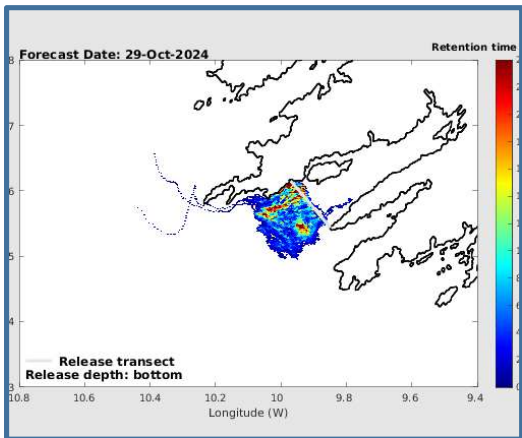 Forecast Date: 29-Oct-2024
Retention time
8
7
6
5
4
3
Release transect
Release depth: bottom
10.8 10.6 10.4 10.2 10 9.8 9.6 9.4
Longitude (W)